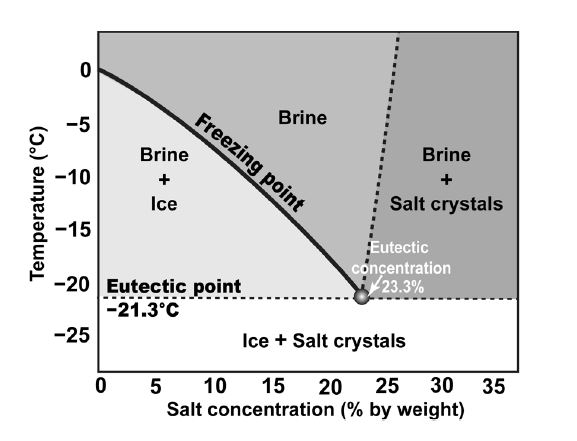 Temperature (°C)
0
−5
−10
−15
−20
−25
Brine
Freezing point
Brine
+
Ice
Brine
+
Salt crystals
Eutectic
concentration
23.3%
Eutectic point
−21.3°C
Ice + Salt crystals
0 5 10 15 20 25 30 35
Salt concentration (% by weight)